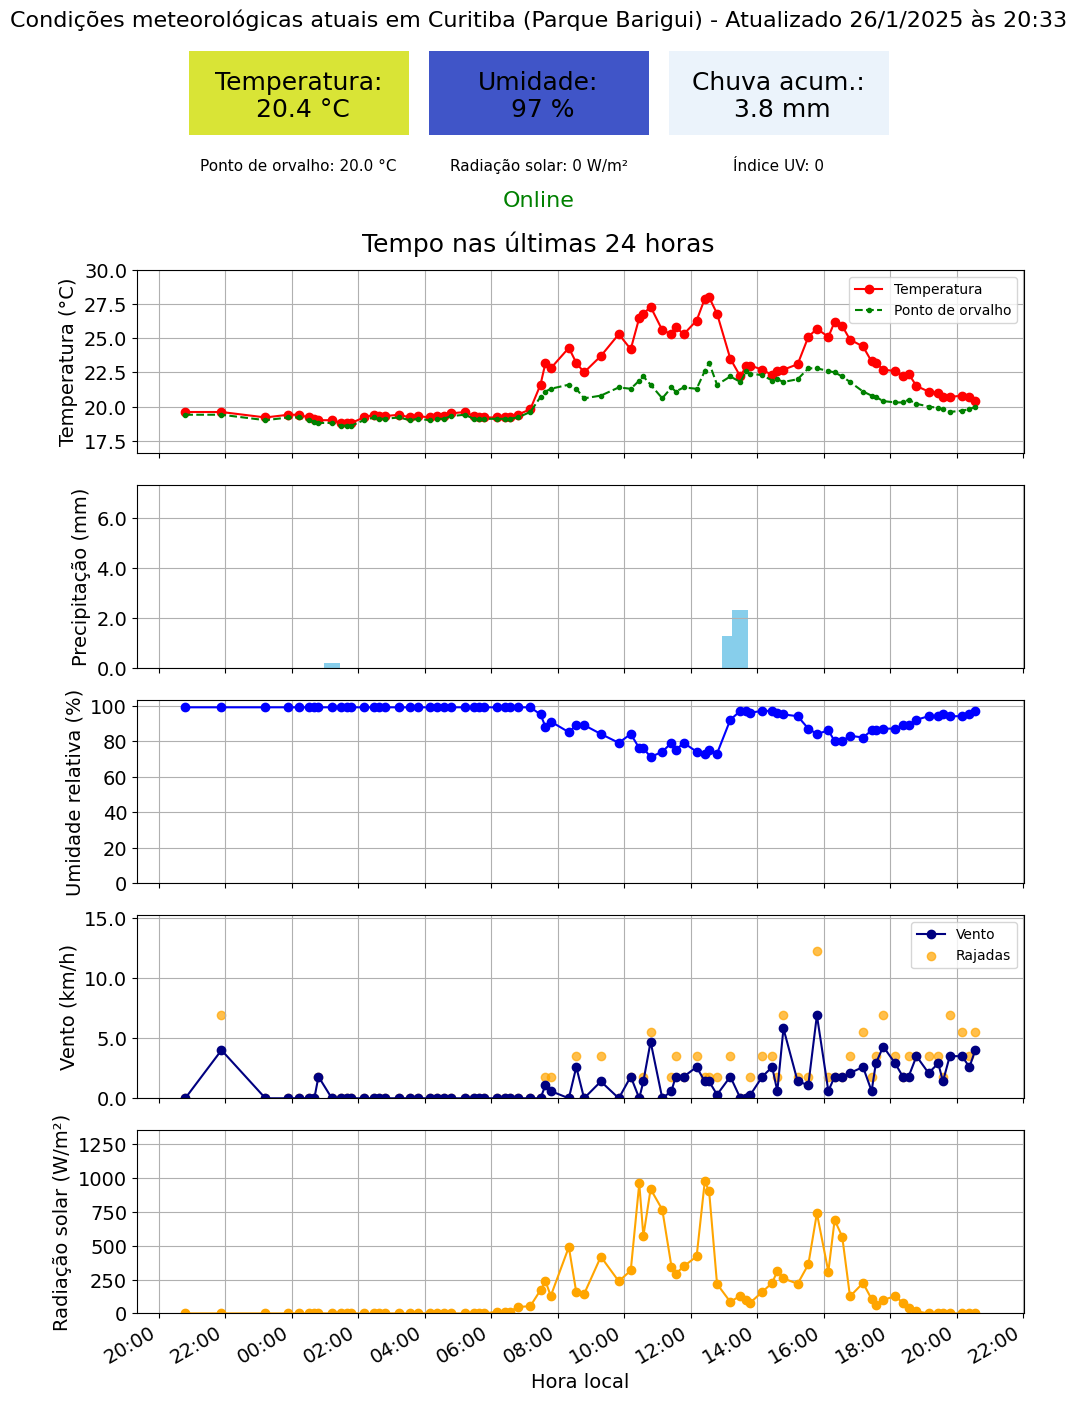 Condições meteorológicas atuais em Curitiba (Parque Barigui) - Atualizado 26/1/2025 às 20:33
Temperatura:
20.4 °C
Umidade:
97 %
Chuva acum.:
3.8 mm
Ponto de orvalho: 20.0 °C
Radiação solar: 0 W/m²
Índice UV: 0
Online
Tempo nas últimas 24 horas
Temperatura (°C)
30.0
27.5
25.0
22.5
20.0
17.5
Temperatura
Ponto de orvalho
Precipitação (mm)
6.0
4.0
2.0
0.0
Umidade relativa (%)
100
80
60
40
20
0
Vento (km/h)
15.0
10.0
5.0
0.0
Vento
Rajadas
Radiação solar (W/m²)
1250
1000
750
500
250
0
20:00
22:00
00:00
02:00
04:00
06:00
08:00
10:00
12:00
14:00
16:00
18:00
20:00
22:00
Hora local